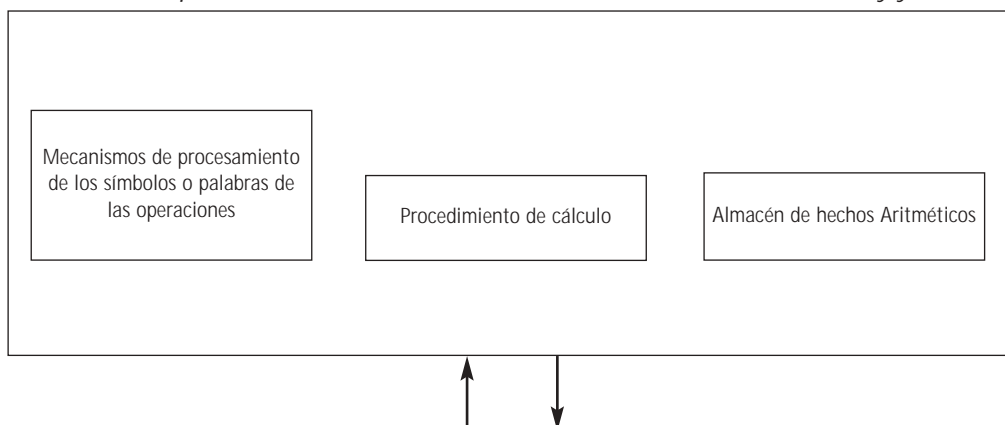 Mecanismos de procesamiento
de los símbolos o palabras de
las operaciones
Procedimiento de cálculo
Almacén de hechos Aritméticos